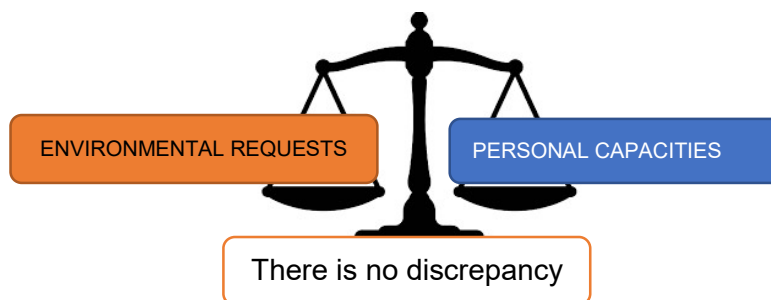 ENVIRONMENTAL REQUESTS
PERSONAL CAPACITIES
There is no discrepancy